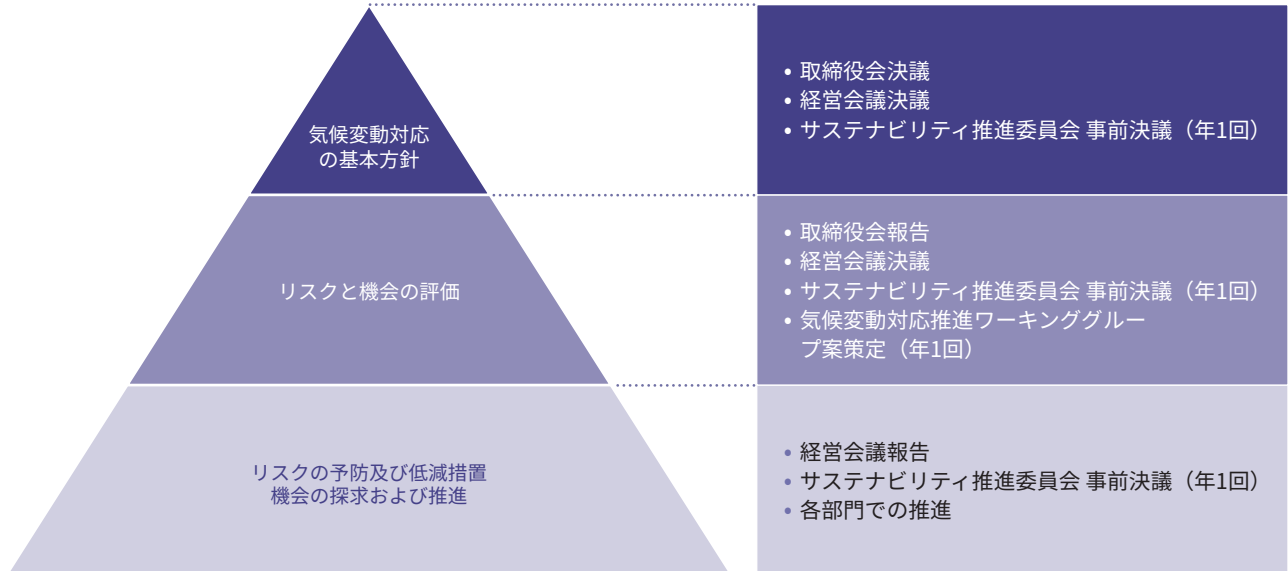 気候変動対応
の基本方針
• 取締役会決議
• 経営会議決議
• サステナビリティ推進委員会 事前決議（年1回）
リスクと機会の評価
• 取締役会報告
• 経営会議決議
• サステナビリティ推進委員会 事前決議（年1回）
• 気候変動対応推進ワーキンググルー
プ案策定（年1回）
リスクの予防及び低減措置
機会の探求および推進
• 経営会議報告
• サステナビリティ推進委員会 事前決議（年1回）
• 各部門での推進